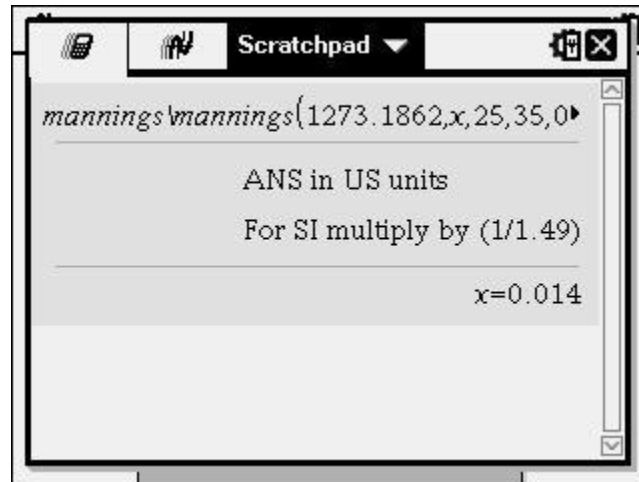 Scratchpad
mannings\mannings(1273.1862,x,25,35,0
ANS in US units
For SI multiply by (1/1.49)
x=0.014